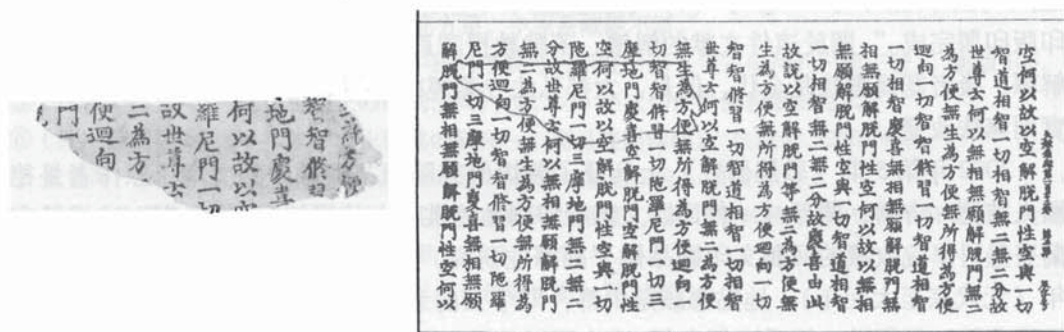 方便
智智修習
地門慶喜
何以故以空
羅尼門一切
故世尊云
二為方
便迴向
門一
空何以故以空解脫門性空與一切
智道相智一切相智無二無二分故
世尊云何以無相無願解脫門無二
為方便無生為方便無所得為方便
迴向一切智智修習一切智道相智
一切相智慶喜無相無願解脫門無
相無願解脫門性空何以故以無相
無願解脫門性空與一切智道相智
一切相智無二無二分故慶喜由此
故說以空解脫門等無二為方便無
生為方便無所得為方便迴向一切
智智修習一切智道相智一切相智
世尊云何以空解脫門無二為方便
無生為方便無所得為方便迴向一
切智智修習一切陀羅尼門一切三
摩地門慶喜空解脫門空解脫門性
空何以故以空解脫門性空與一切
陀羅尼門一切三摩地門無二無二
分故世尊云何以無相無願解脫門
無二為方便無生為方便無所得為
方便迴向一切智智修習一切陀羅
尼門一切三摩地門慶喜無相無願
解脫門無相無願解脫門性空何以